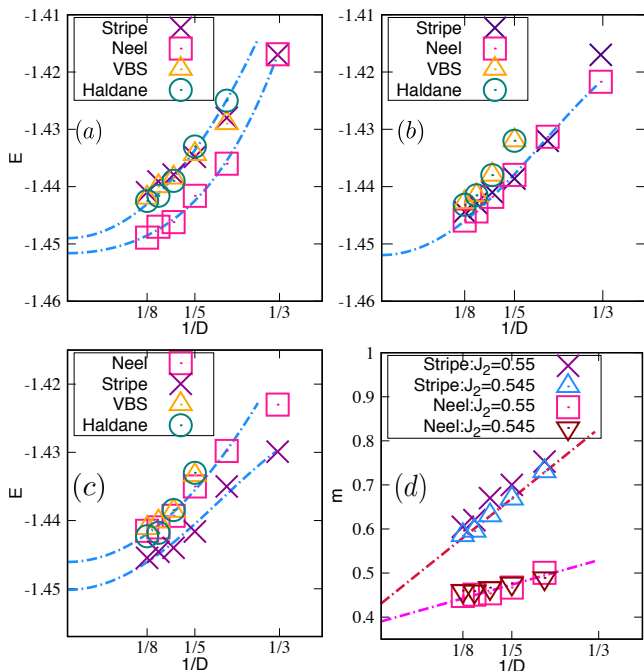 -1.41
-1.42
-1.43
-1.44
-1.45
-1.46
E
Stripe
Neel
VBS
Haldane
(a)
1/8
1/5
1/3
1/D
-1.41
-1.42
-1.43
-1.44
-1.45
-1.46
Stripe
Neel
VBS
Haldane
(b)
1/8
1/5
1/3
1/D
-1.42
-1.43
-1.44
-1.45
E
Neel
Stripe
VBS
Haldane
(c)
1/8
1/5
1/3
1/D
1
0.9
0.8
0.7
0.6
0.5
0.4
m
Stripe:J2=0.55
Stripe:J2=0.545
Neel:J2=0.55
Neel:J2=0.545
(d)
1/8
1/5
1/3
1/D